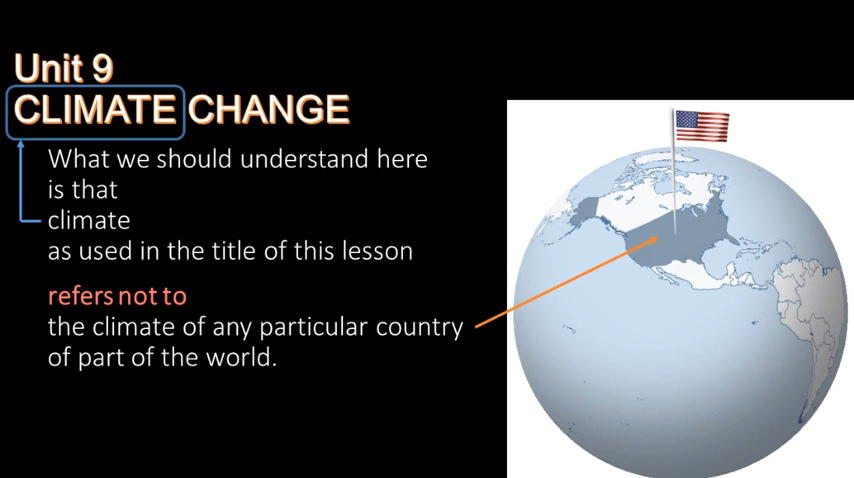 Unit 9
CLIMATE CHANGE
What we should understand here
is that
climate
as used in the title of this lesson
refers not to
the climate of any particular country
of part of the world.